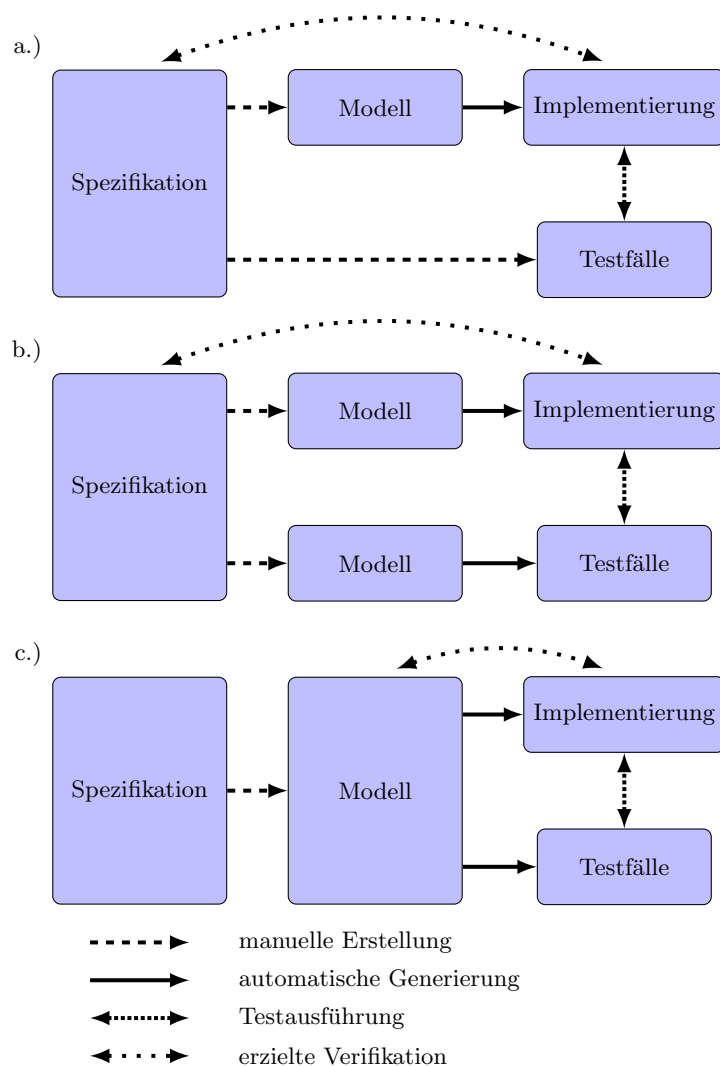 a.)
Spezifikation
Modell
Implementierung
Testfälle
b.)
Spezifikation
Modell
Implementierung
Modell
Testfälle
c.)
Spezifikation
Modell
Implementierung
Testfälle
manuelle Erstellung
automatische Generierung
Testausführung
erzielte Verifikation